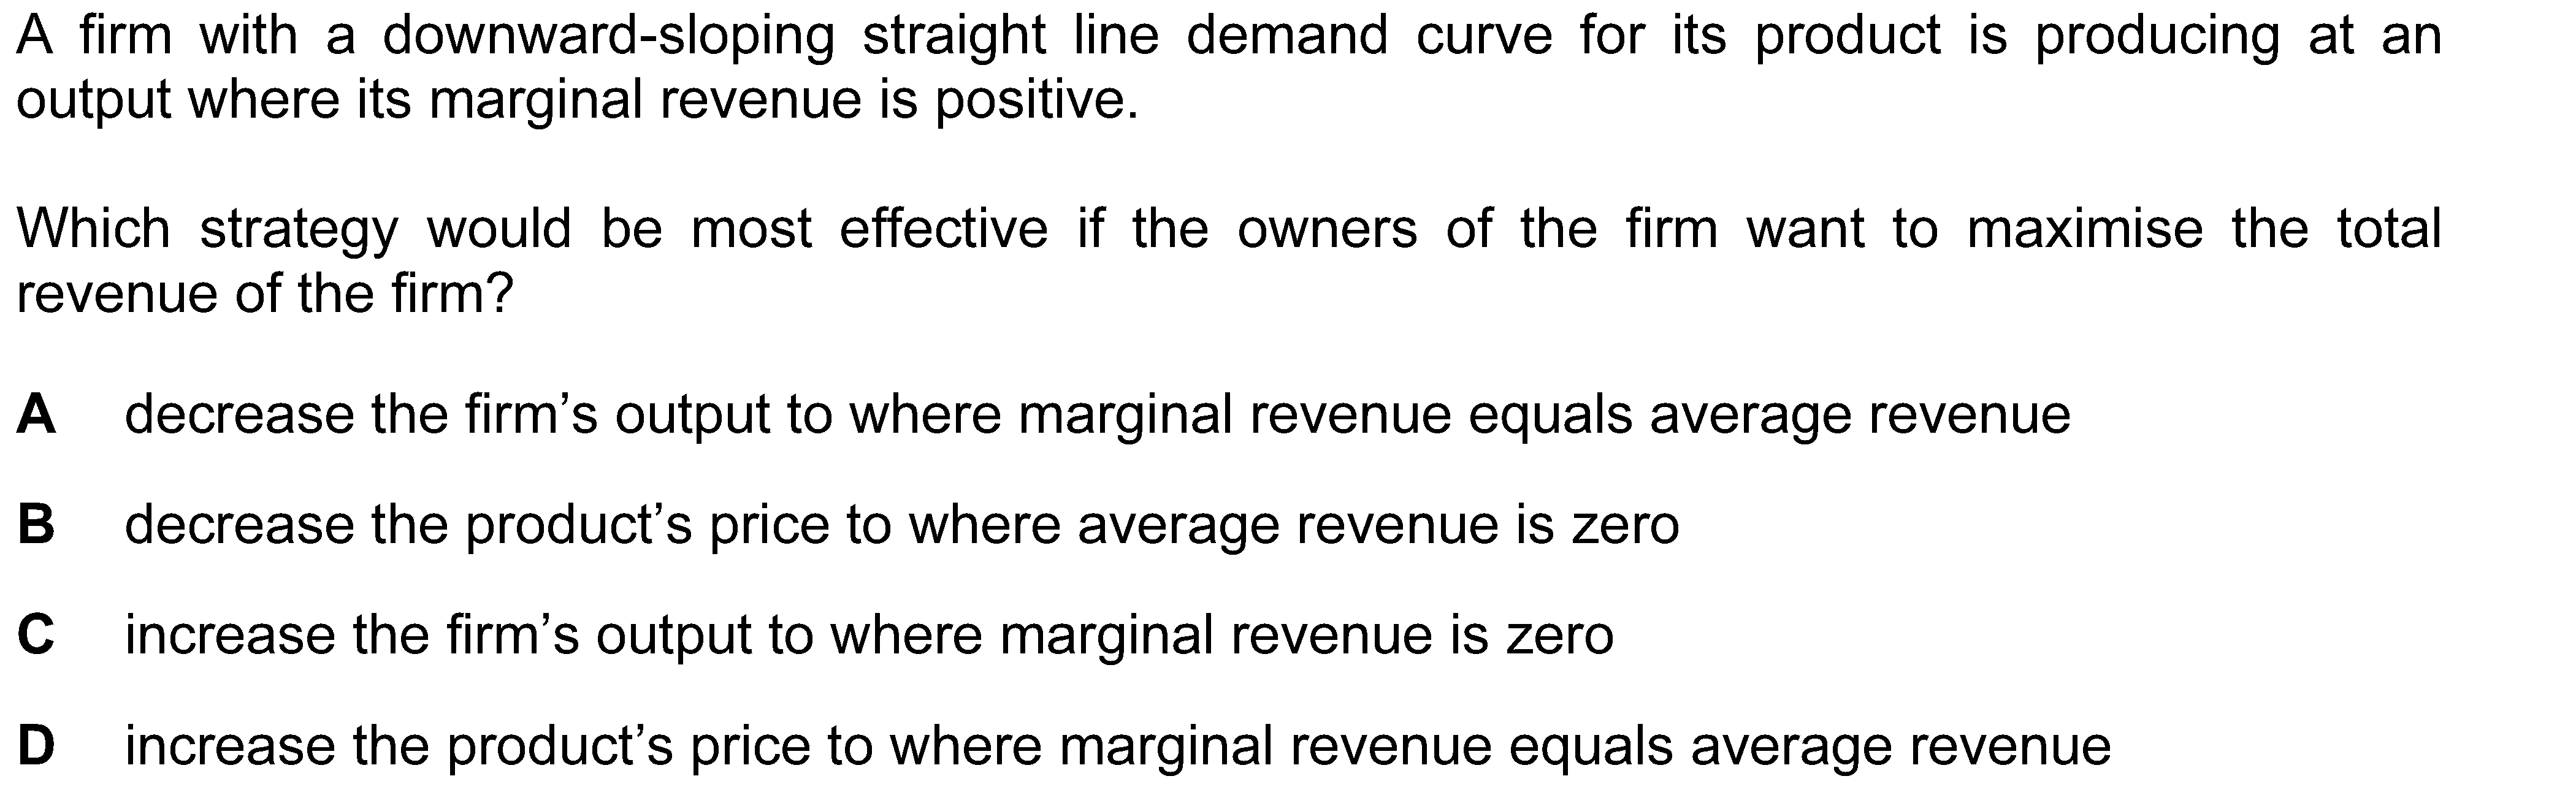 A firm with a downward-sloping straight line demand curve for its product is producing at an
output where its marginal revenue is positive.
Which strategy would be most effective if the owners of the firm want to maximise the total
revenue of the firm?
A decrease the firm’s output to where marginal revenue equals average revenue
B decrease the product’s price to where average revenue is zero
C increase the firm’s output to where marginal revenue is zero
D increase the product’s price to where marginal revenue equals average revenue